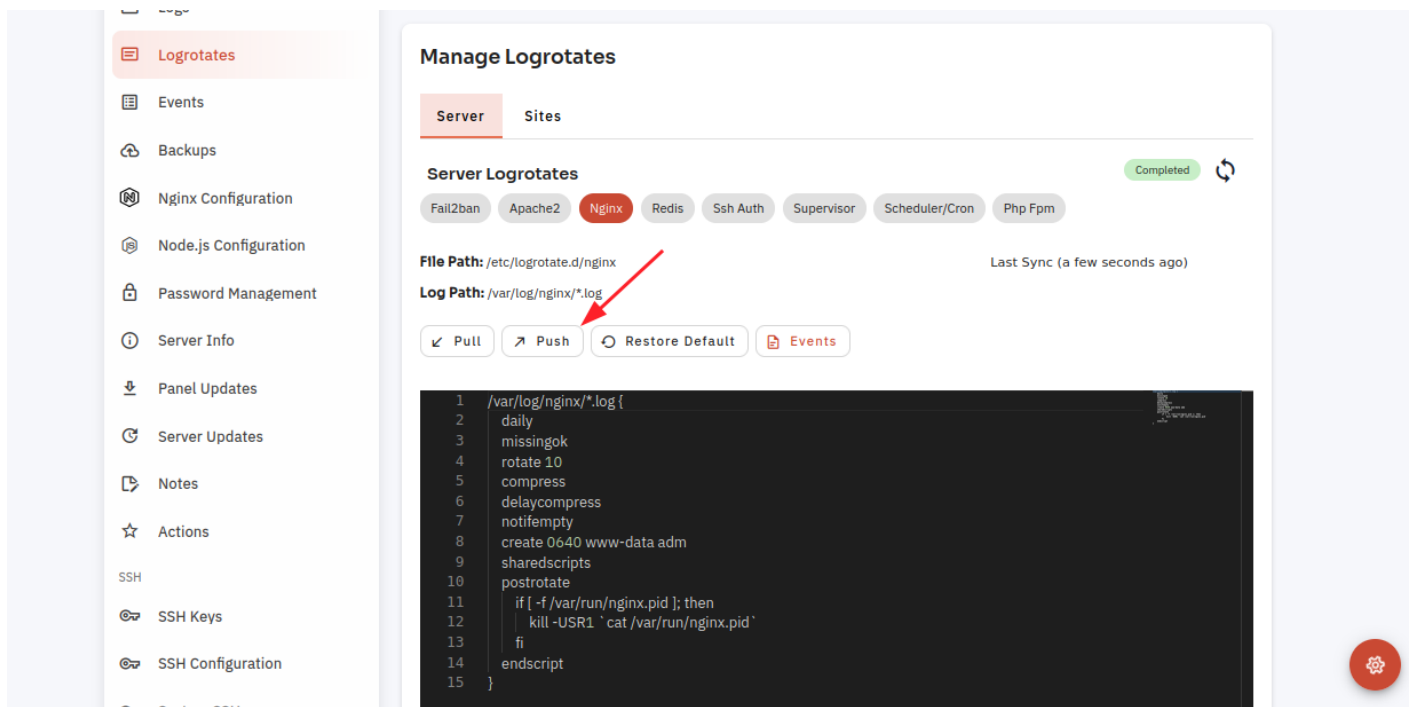 Logrotates
Events
Backups
Nginx Configuration
Node.js Configuration
Password Management
Server Info
Panel Updates
Server Updates
Notes
Actions
SSH
SSH Keys
SSH Configuration
Manage Logrotates
Server Sites
Server Logrotates
Completed
Fail2ban Apache2 Nginx Redis Ssh Auth Supervisor Scheduler/Cron Php Fpm
File Path: /etc/logrotate.d/nginx
Last Sync (a few seconds ago)
Log Path: /var/log/nginx/*.log
Pull Push Restore Default Events
1 /var/log/nginx/*.log {
2 daily
3 missingok
4 rotate 10
5 compress
6 delaycompress
7 notifempty
8 create 0640 www-data adm
9 sharedscripts
10 postrotate
11 if [ -f /var/run/nginx.pid ]; then
12 kill -USR1 `cat /var/run/nginx.pid`
13 fi
14 endscript
15 }